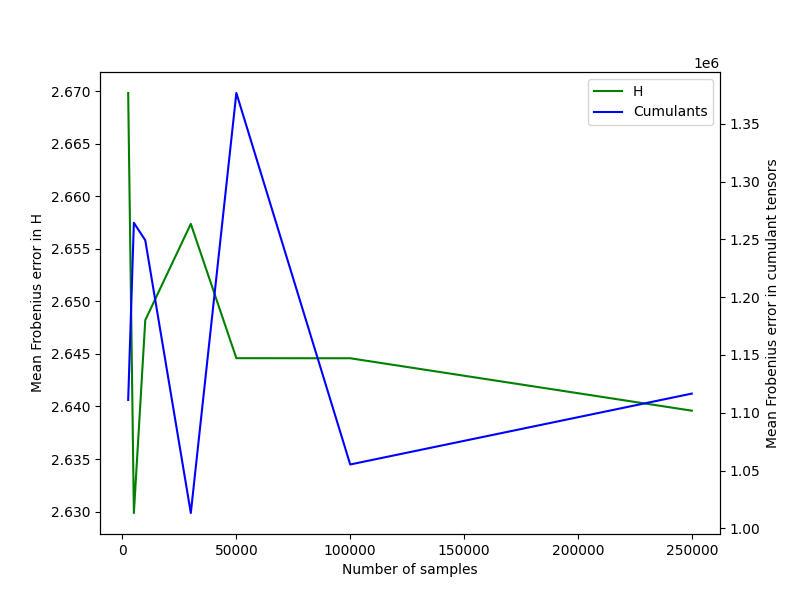 1e6
H
Cumulants
2.670
2.665
2.660
2.655
2.650
2.645
2.640
2.635
2.630
Mean Frobenius error in H
1.35
1.30
1.25
1.20
1.15
1.10
1.05
1.00
Mean Frobenius error in cumulant tensors
0 50000 100000 150000 200000 250000
Number of samples